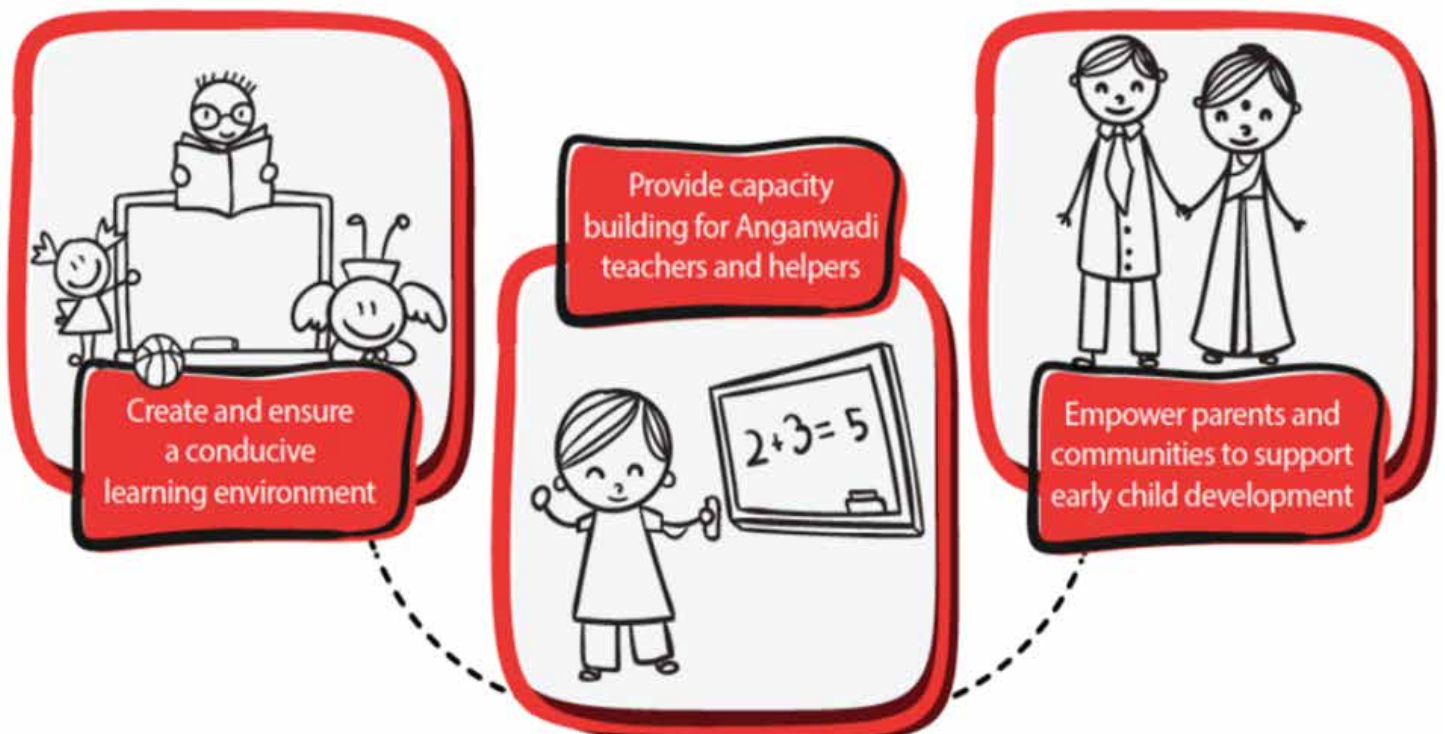 Create and ensure
a conducive
learning environment
Provide capacity
building for Anganwadi
teachers and helpers
2+3=5
Empower parents and
communities to support
early child development